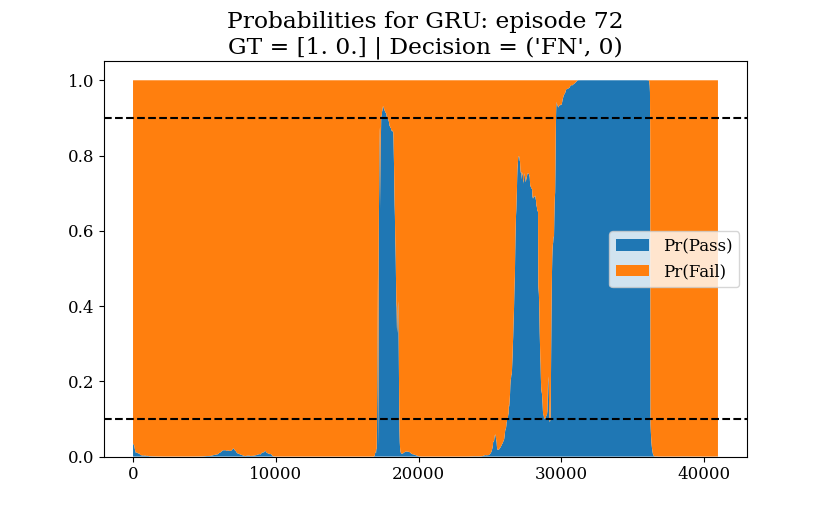 Probabilities for GRU: episode 72
GT = [1. 0.] | Decision = ('FN', 0)
1.0
0.8
0.6
0.4
0.2
0.0
Pr(Pass)
Pr(Fail)
0 10000 20000 30000 40000